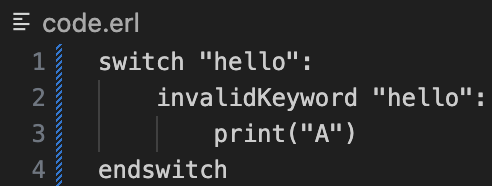 code.erl
1 switch "hello":
2 invalidKeyword "hello":
3 print("A")
4 endswitch